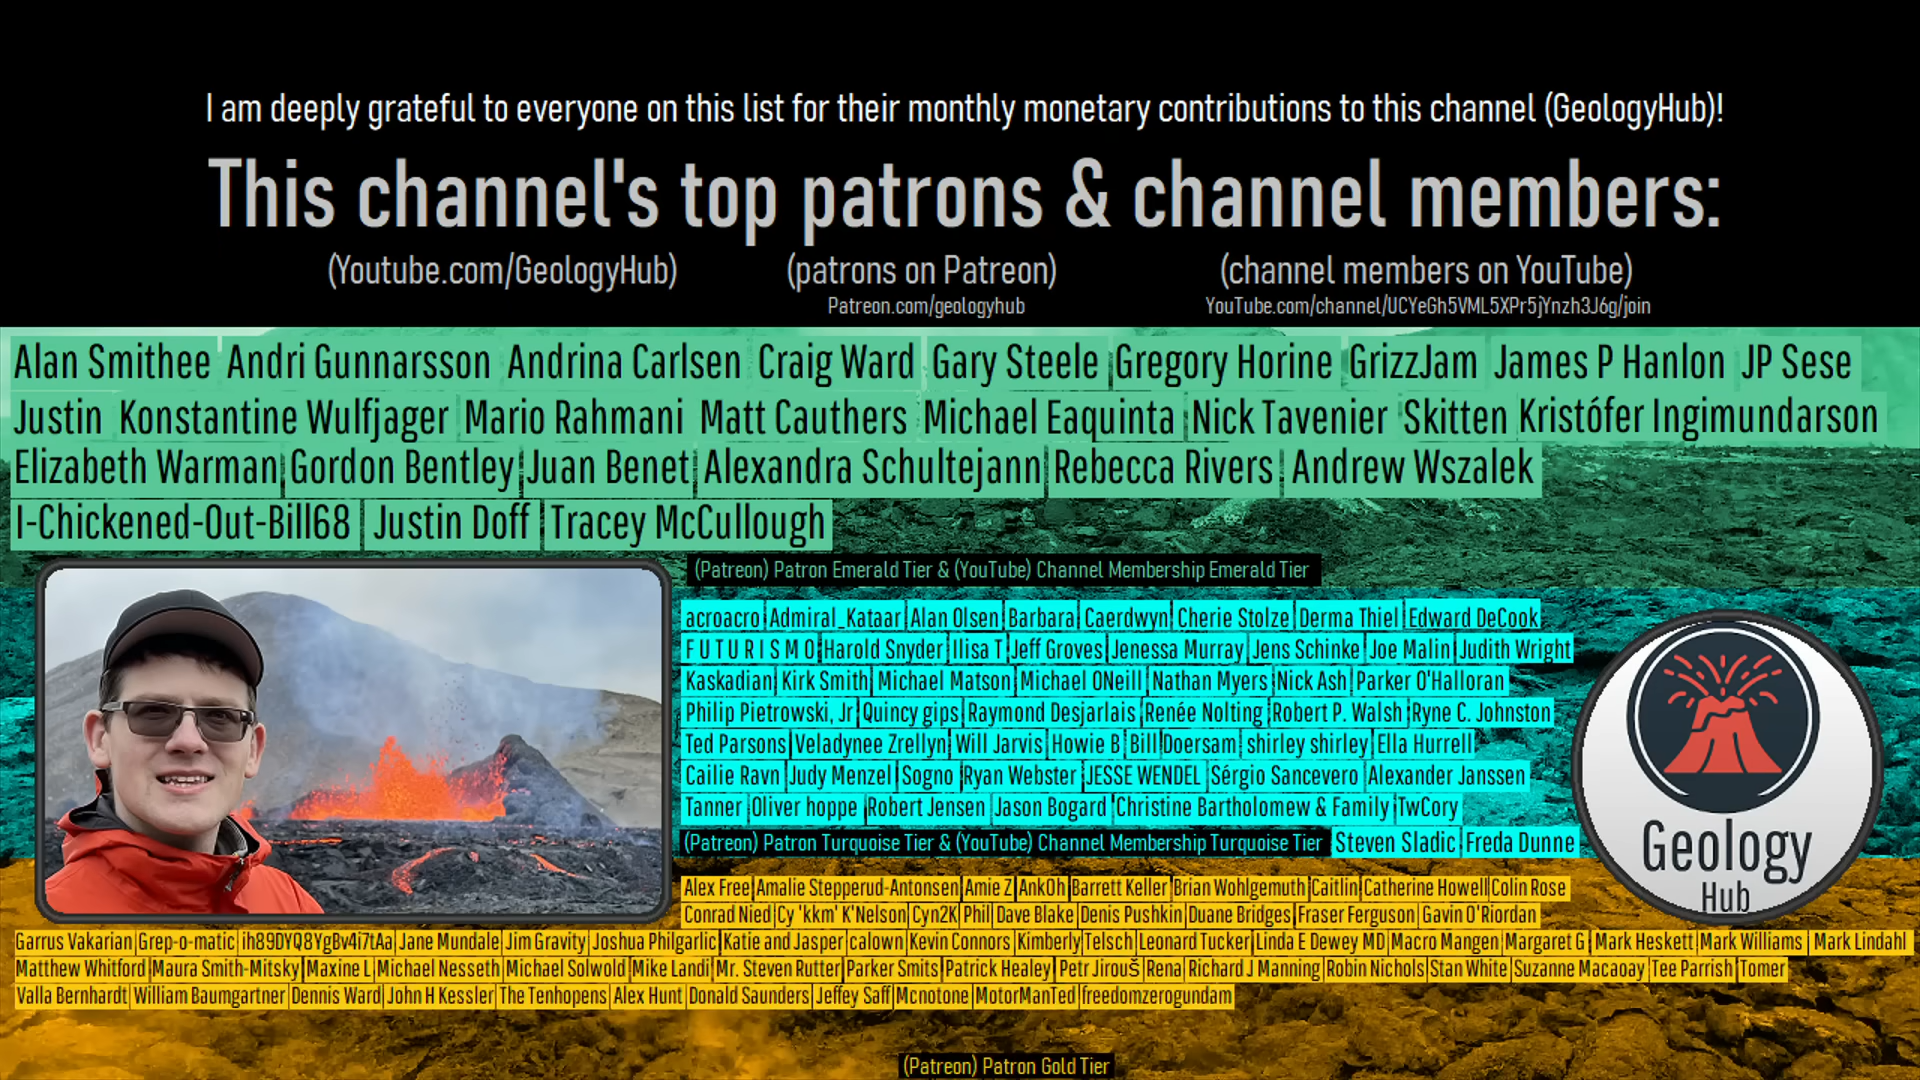 I am deeply grateful to everyone on this list for their monthly monetary contributions to this channel (GeologyHub)!
This channel's top patrons & channel members:
(Youtube.com/GeologyHub) (patrons on Patreon) (channel members on YouTube)
Patreon.com/geologyhub YouTube.com/channel/UCYeGh5VML5XPr5jYnzh3J6g/join
Alan Smithee Andri Gunnarsson Andrina Carlsen Craig Ward Gary Steele Gregory Horine GrizzJam James P Hanlon JP Sese
Justin Konstantine Wulfjager Mario Rahmani Matt Cauthers Michael Eaquinta Nick Tavenier Skitten Kristófer Ingimundarson
Elizabeth Warman Gordon Bentley Juan Benet Alexandra Schultejann Rebecca Rivers Andrew Wszalek
I-Chickened-Out-Bill68 Justin Doff Tracey McCullough
(Patreon) Patron Emerald Tier & (YouTube) Channel Membership Emerald Tier
acroacro Admiral_Kataar Alan Olsen Barbara Caerdwyn Cherie Stolze Derma Thiel Edward DeCook
F U T U R I S M O Harold Snyder Ilisa T Jeff Groves Jenessa Murray Jens Schinke Joe Malin Judith Wright
Kaskadian Kirk Smith Michael Matson Michael ONeill Nathan Myers Nick Ash Parker O'Halloran
Philip Pietrowski, Jr Quincy gips Raymond Desjarlais Renée Nolting Robert P. Walsh Ryne C. Johnston
Ted Parsons Veladynee Zrellyn Will Jarvis Howie B Bill Doersam shirley shirley Ella Hurrell
Cailie Ravn Judy Menzel Sogno Ryan Webster JESSE WENDEL Sérgio Sancevero Alexander Janssen
Tanner Oliver hoppe Robert Jensen Jason Bogard Christine Bartholomew & Family TwCory
(Patreon) Patron Turquoise Tier & (YouTube) Channel Membership Turquoise Tier Steven Sladic Freda Dunne
Geology
Hub
Alex Free Amalie Stepperud-Antonsen Amie Z AnkOh Barrett Keller Brian Wohlgemuth Caitlin Catherine Howell Colin Rose
Conrad Nied Cy 'kkm' K'Nelson Cyn2K Phil Dave Blake Denis Pushkin Duane Bridges Fraser Ferguson Gavin O'Riordan
Garrus Vakarian Grep-o-matic ih89DYQ8YgBv4i7tAa Jane Mundale Jim Gravity Joshua Philgarlic Katie and Jasper calown Kevin Connors Kimberly Telsch Leonard Tucker Linda E Dewey MD Macro Mangen Margaret G Mark Heskett Mark Williams Mark Lindahl
Matthew Whitford Maura Smith-Mitsky Maxine L Michael Nesseth Michael Solwold Mike Landi Mr. Steven Rutter Parker Smits Patrick Healey Petr Jirouš Rena Richard J Manning Robin Nichols Stan White Suzanne Macaoay Tee Parrish Tomer
Valla Bernhardt William Baumgartner Dennis Ward John H Kessler The Tenhopens Alex Hunt Donald Saunders Jeffey Saff Mcnotone MotorManTed freedomzerogundam
(Patreon) Patron Gold Tier